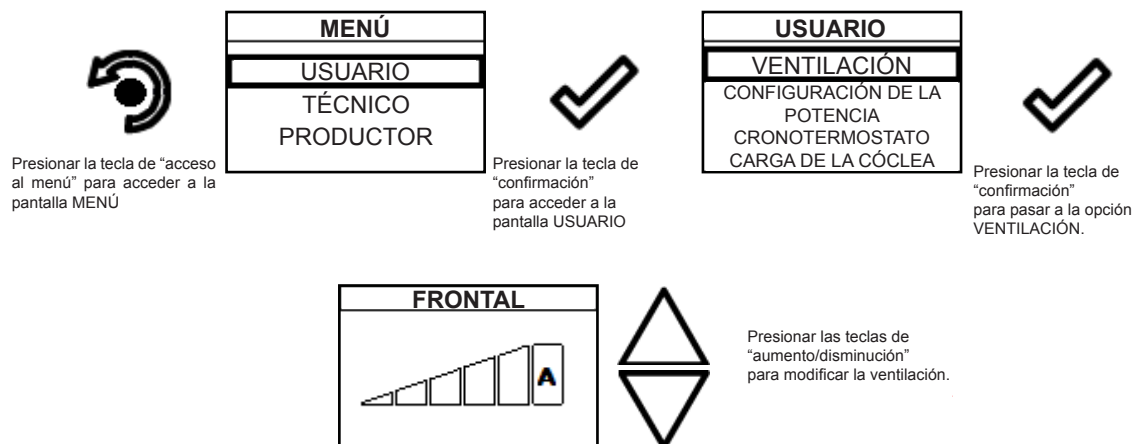 MENÚ
USUARIO
TÉCNICO
PRODUCTOR
Presionar la tecla de “acceso
al menú” para acceder a la
pantalla MENÚ
Presionar la tecla de
“confirmación”
para acceder a la
pantalla USUARIO
USUARIO
VENTILACIÓN
CONFIGURACIÓN DE LA
POTENCIA
CRONOTERMOSTATO
CARGA DE LA CÓCLEA
Presionar la tecla de
“confirmación”
para pasar a la opción
VENTILACIÓN.
FRONTAL
A
Presionar las teclas de
“aumento/disminución”
para modificar la ventilación.